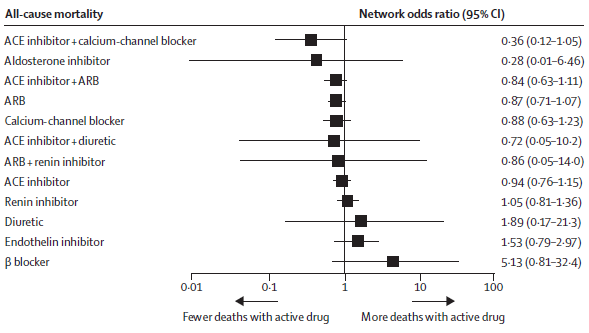 All-cause mortality Network odds ratio (95% CI)
ACE inhibitor + calcium-channel blocker 0·36 (0·12–1·05)
Aldosterone inhibitor 0·28 (0·01–6·46)
ACE inhibitor + ARB 0·84 (0·63–1·11)
ARB 0·87 (0·71–1·07)
Calcium-channel blocker 0·88 (0·63–1·23)
ACE inhibitor + diuretic 0·72 (0·05–10·2)
ARB + renin inhibitor 0·86 (0·05–14·0)
ACE inhibitor 0·94 (0·76–1·15)
Renin inhibitor 1·05 (0·81–1·36)
Diuretic 1·89 (0·17–21·3)
Endothelin inhibitor 1·53 (0·79–2·97)
β blocker 5·13 (0·81–32·4)
0·01 0·1 1 10 100
Fewer deaths with active drug More deaths with active drug